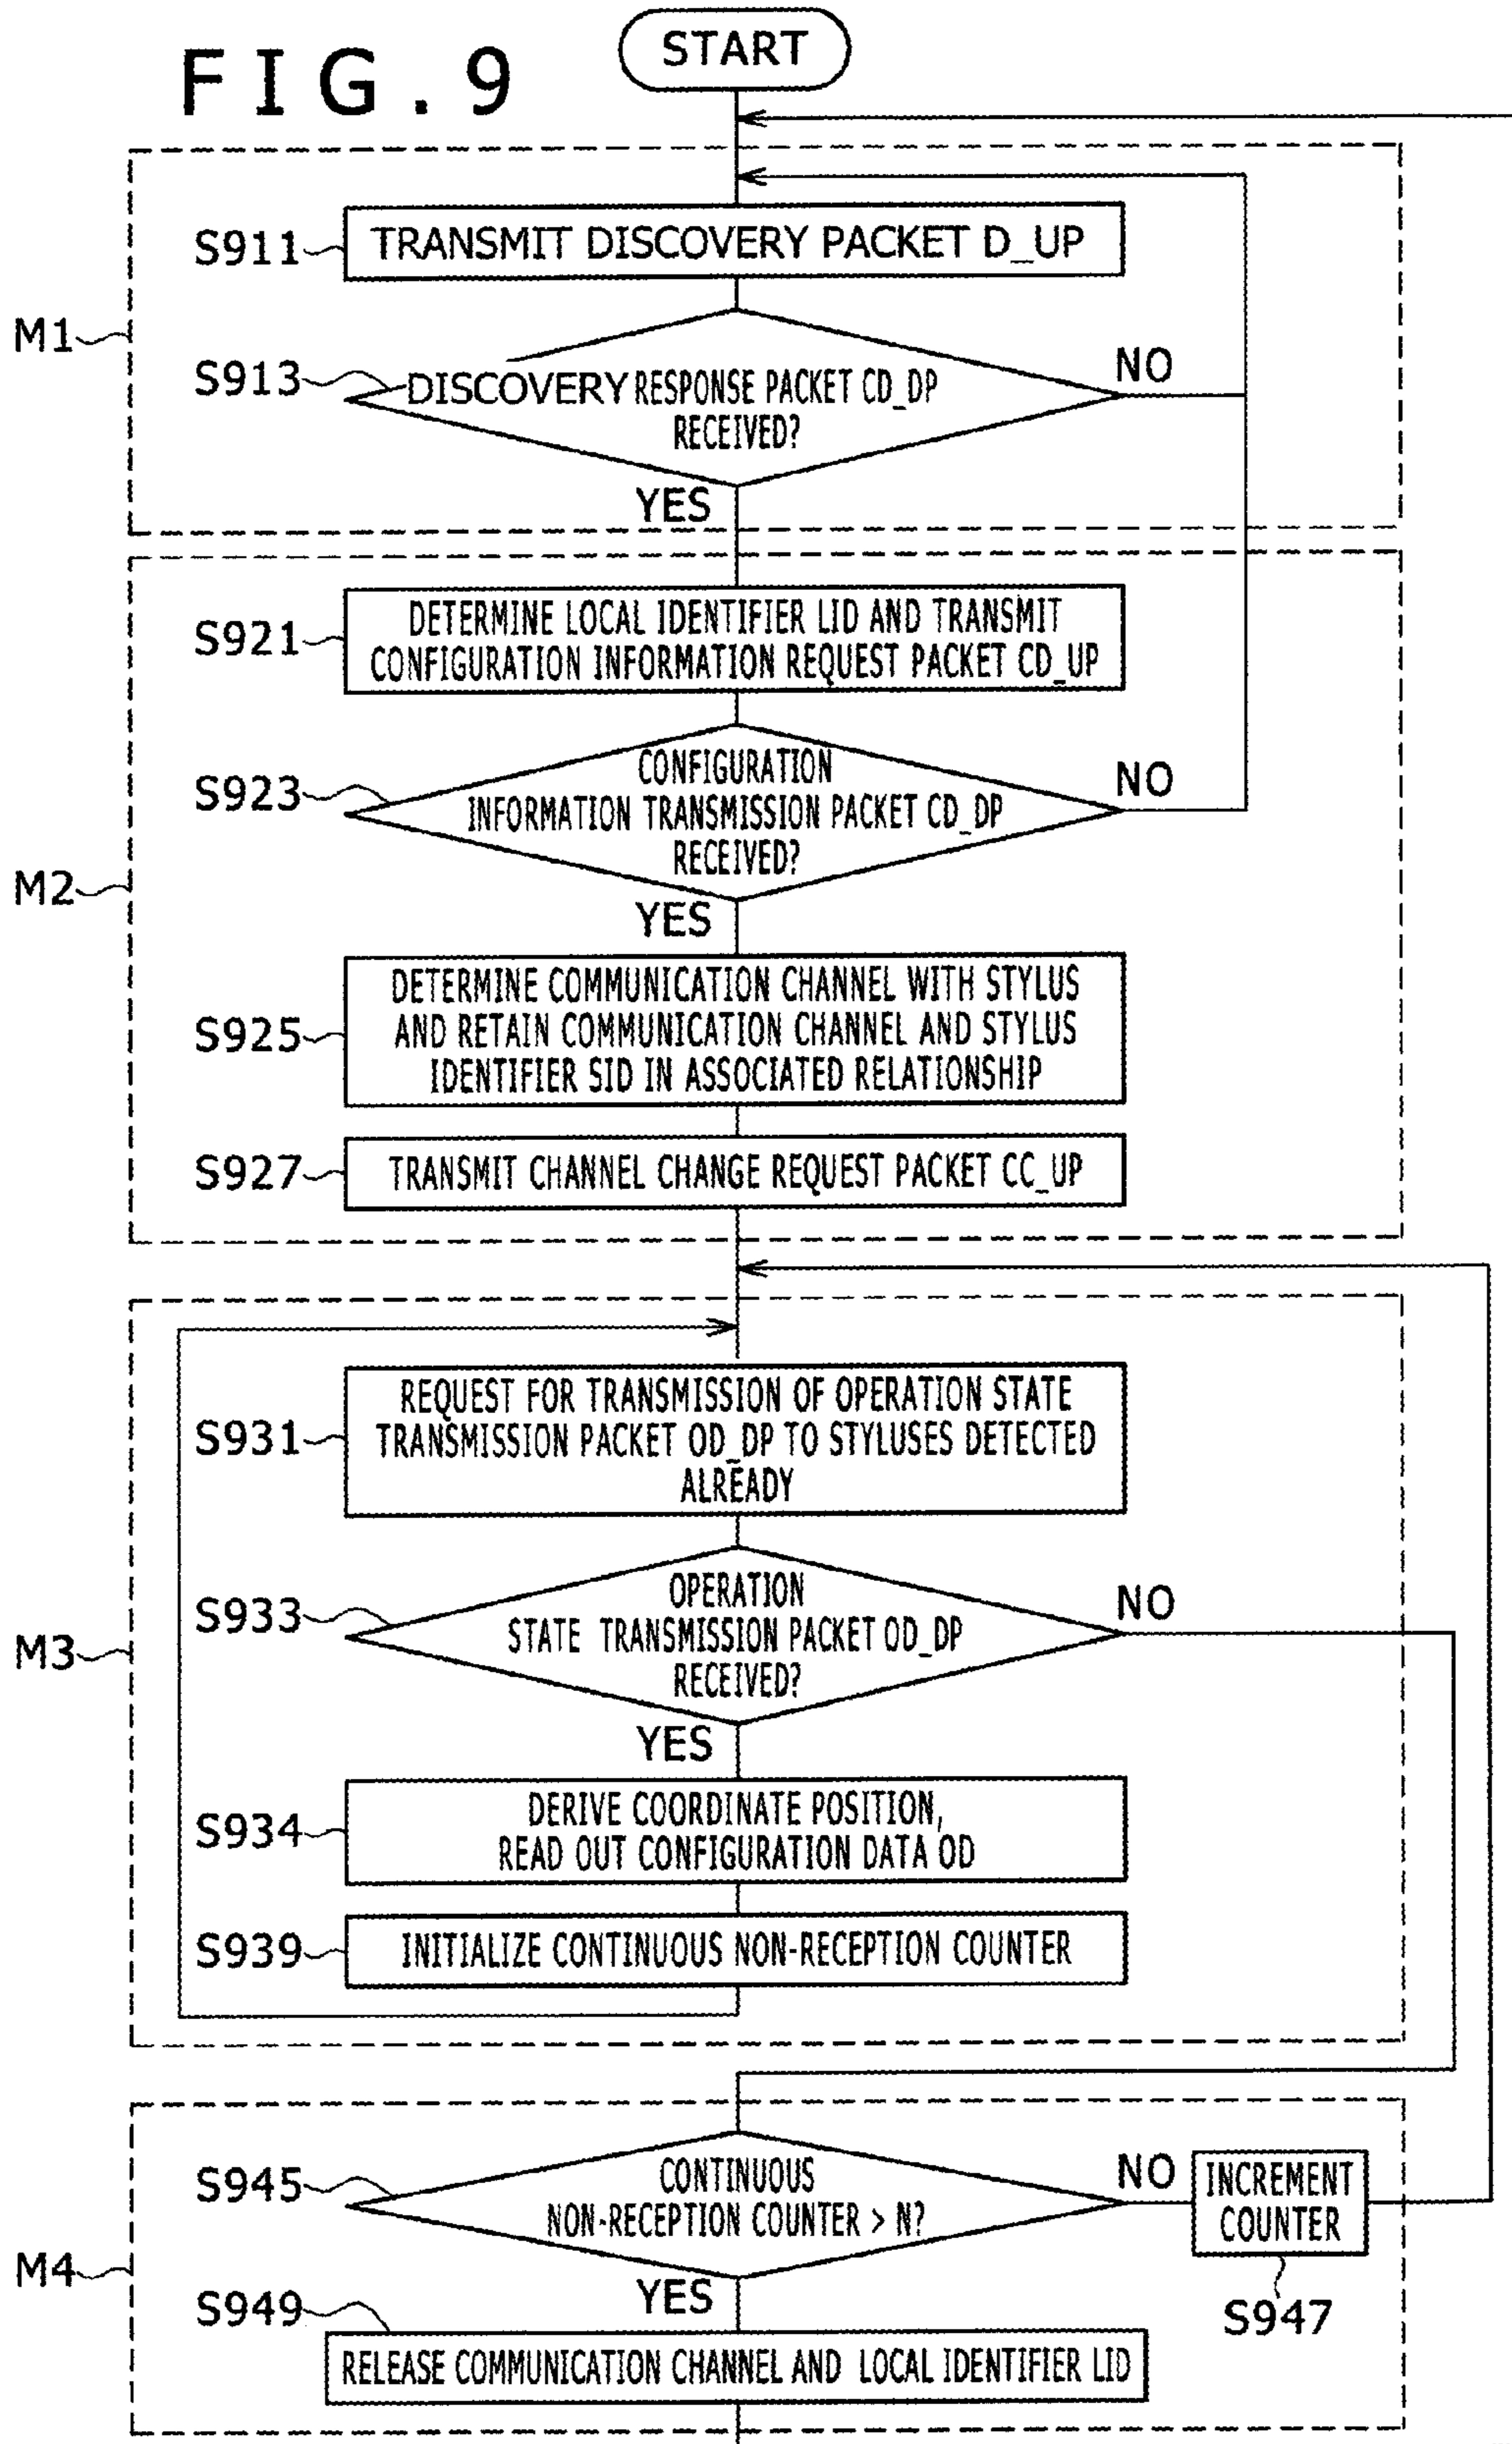 FIG.9
START
M1
S911
TRANSMIT DISCOVERY PACKET D_UP
S913
DISCOVERY RESPONSE PACKET CD_DP
RECEIVED?
NO
YES
M2
S921
DETERMINE LOCAL IDENTIFIER LID AND TRANSMIT
CONFIGURATION INFORMATION REQUEST PACKET CD_UP
S923
CONFIGURATION
INFORMATION TRANSMISSION PACKET CD_DP
RECEIVED?
NO
YES
S925
DETERMINE COMMUNICATION CHANNEL WITH STYLUS
AND RETAIN COMMUNICATION CHANNEL AND STYLUS
IDENTIFIER SID IN ASSOCIATED RELATIONSHIP
S927
TRANSMIT CHANNEL CHANGE REQUEST PACKET CC_UP
M3
S931
REQUEST FOR TRANSMISSION OF OPERATION STATE
TRANSMISSION PACKET OD_DP TO STYLUSES DETECTED
ALREADY
S933
OPERATION
STATE TRANSMISSION PACKET OD_DP
RECEIVED?
NO
YES
S934
DERIVE COORDINATE POSITION,
READ OUT CONFIGURATION DATA OD
S939
INITIALIZE CONTINUOUS NON-RECEPTION COUNTER
M4
S945
CONTINUOUS
NON-RECEPTION COUNTER > N?
NO
INCREMENT
COUNTER
S947
YES
S949
RELEASE COMMUNICATION CHANNEL AND LOCAL IDENTIFIER LID